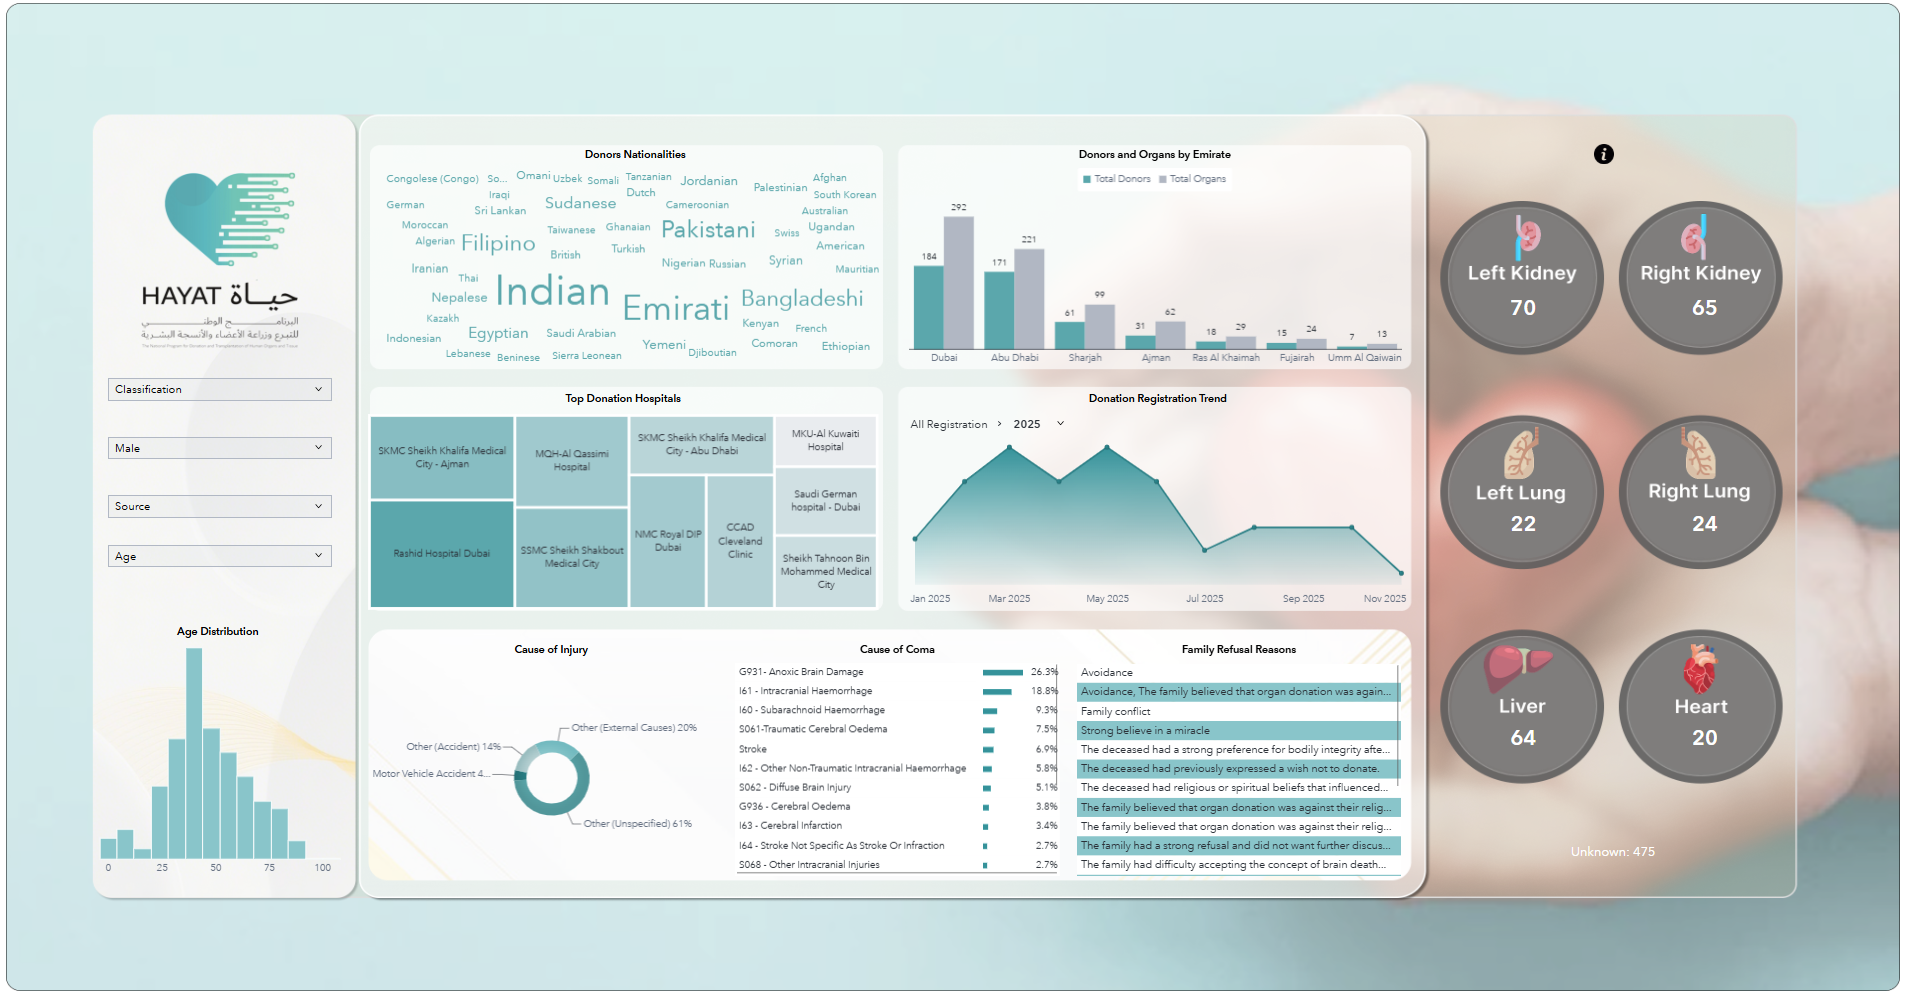 HAYAT حيـاة
البرنامــــج الوطنـــــي
للتبرع وزراعة الأعضاء والأنسجة البشرية
Classification
Male
Source
Age
Age Distribution
0 25 50 75 100
Donors Nationalities
Congolese (Congo) So... Omani Uzbek Somali Tanzanian Jordanian Palestinian Afghan
Iraqi Dutch South Korean
German Sri Lankan Sudanese Cameroonian Australian
Moroccan Taiwanese Ghanaian Pakistani Swiss Ugandan
Algerian Filipino British Turkish American
Iranian Thai Nigerian Russian Syrian Mauritian
Nepalese Indian Emirati Bangladeshi
Kazakh Kenyan French
Indonesian Egyptian Saudi Arabian Comoran Ethiopian
Lebanese Beninese Sierra Leonean Yemeni Djiboutian
Donors and Organs by Emirate
Total Donors Total Organs
184 292 171 221 61 99 31 62 18 29 15 24 7 13
Dubai Abu Dhabi Sharjah Ajman Ras Al Khaimah Fujairah Umm Al Qaiwain
Top Donation Hospitals
SKMC Sheikh Khalifa Medical
City - Ajman
Rashid Hospital Dubai
MQH-Al Qassimi
Hospital
SSMC Sheikh Shakbout
Medical City
SKMC Sheikh Khalifa Medical
City - Abu Dhabi
NMC Royal DIP
Dubai
CCAD
Cleveland
Clinic
MKU-Al Kuwaiti
Hospital
Saudi German
hospital - Dubai
Sheikh Tahnoon Bin
Mohammed Medical
City
Donation Registration Trend
All Registration > 2025
Jan 2025 Mar 2025 May 2025 Jul 2025 Sep 2025 Nov 2025
Cause of Injury
Other (External Causes) 20%
Other (Accident) 14%
Motor Vehicle Accident 4...
Other (Unspecified) 61%
Cause of Coma
G931- Anoxic Brain Damage 26.3%
I61 - Intracranial Haemorrhage 18.8%
I60 - Subarachnoid Haemorrhage 9.3%
S061-Traumatic Cerebral Oedema 7.5%
Stroke 6.9%
I62 - Other Non-Traumatic Intracranial Haemorrhage 5.8%
S062 - Diffuse Brain Injury 5.1%
G936 - Cerebral Oedema 3.8%
I63 - Cerebral Infarction 3.4%
I64 - Stroke Not Specific As Stroke Or Infraction 2.7%
S068 - Other Intracranial Injuries 2.7%
Family Refusal Reasons
Avoidance
Avoidance, The family believed that organ donation was again...
Family conflict
Strong believe in a miracle
The deceased had a strong preference for bodily integrity afte...
The deceased had previously expressed a wish not to donate.
The deceased had religious or spiritual beliefs that influenced...
The family believed that organ donation was against their relig...
The family believed that organ donation was against their relig...
The family had a strong refusal and did not want further discus...
The family had difficulty accepting the concept of brain death...
i
Left Kidney
70
Right Kidney
65
Left Lung
22
Right Lung
24
Liver
64
Heart
20
Unknown: 475